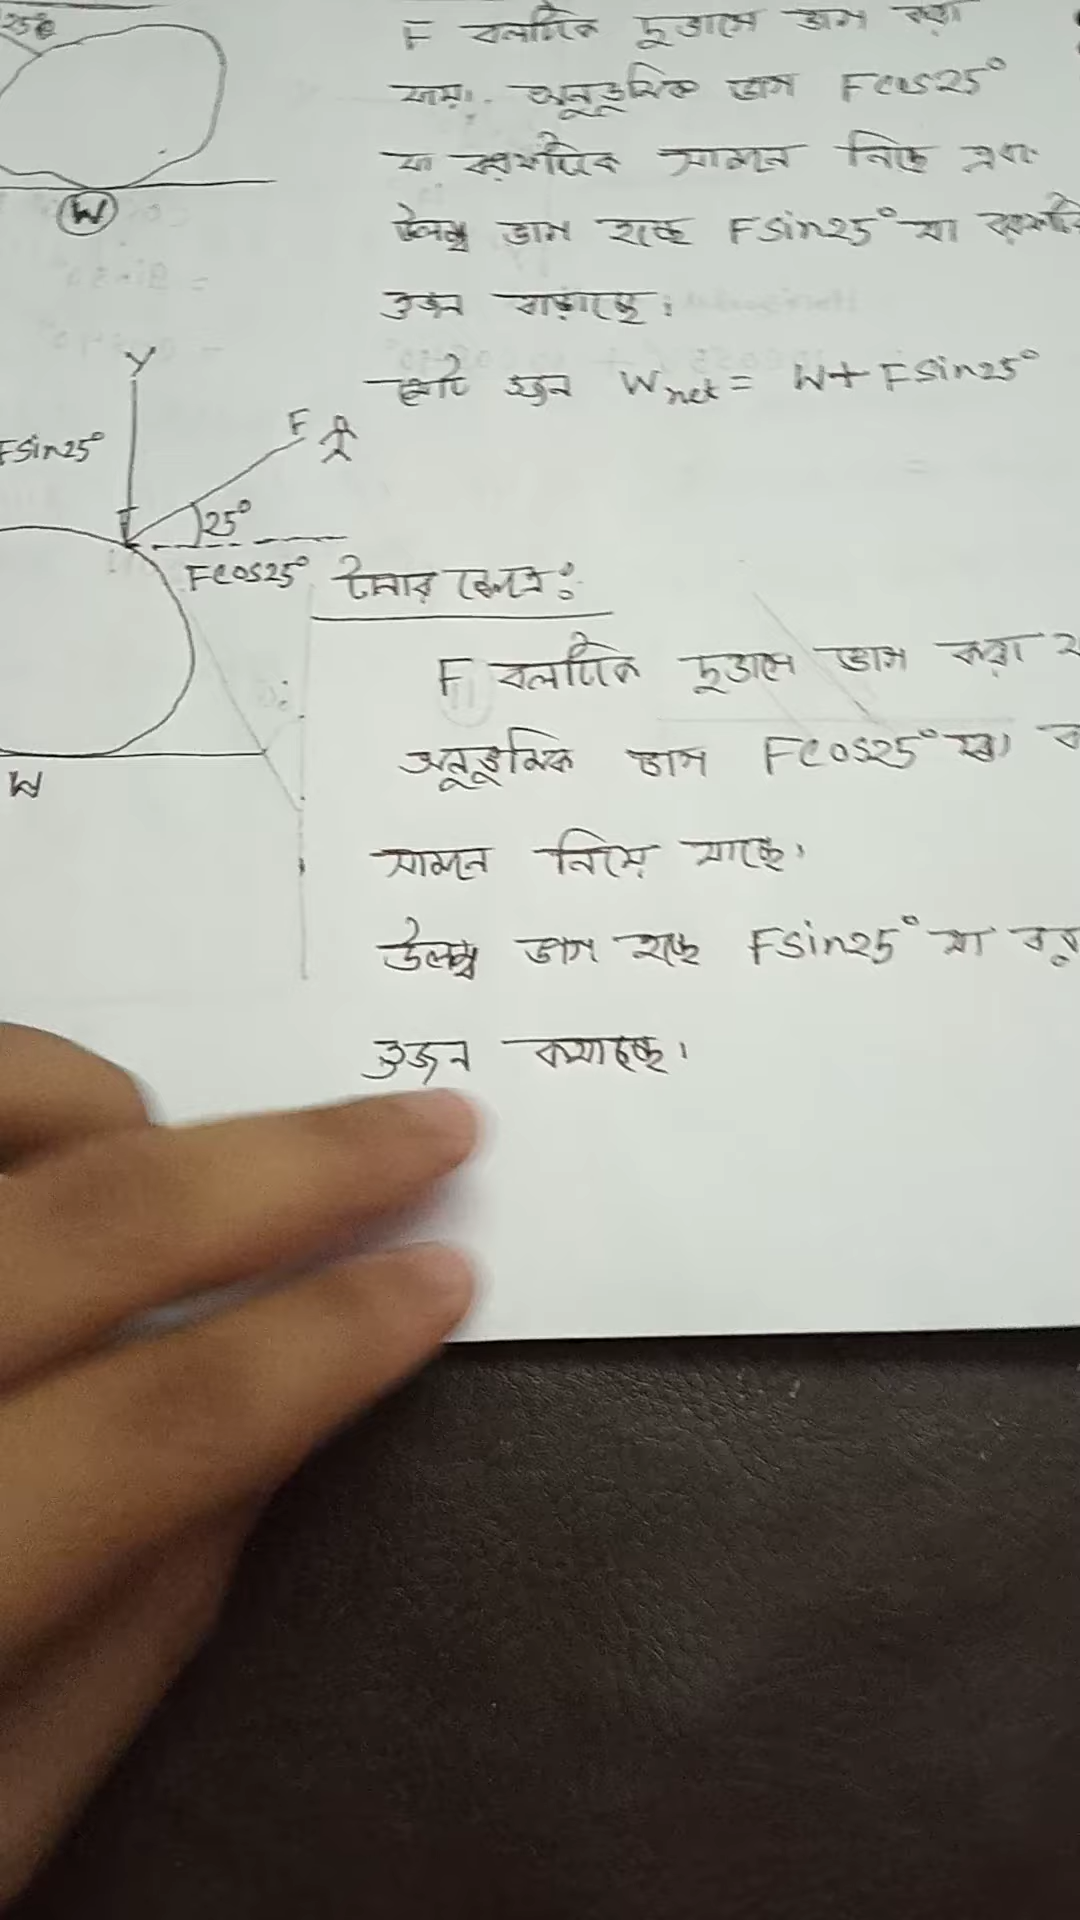 25°
F বলটিকে দুভাগে ভাগ করা
যায়। অনুভূমিক ভাগ Fcos25°
যা বস্তুটিকে সামনে নিচ্ছে এবং
উলম্ব ভাগ হচ্ছে Fsin25° যা
ওজন বাড়াচ্ছে।
মোট ওজন Wnet = W + Fsin25°
W
Y
Fsin25°
F
25°
Fcos25°
টানার ক্ষেত্রে:
F বলটিকে দুভাগে ভাগ করা
অনুভূমিক ভাগ Fcos25° যা
সামনে নিয়ে যাচ্ছে।
উলম্ব ভাগ হচ্ছে Fsin25° যা
ওজন কমাচ্ছে।
W